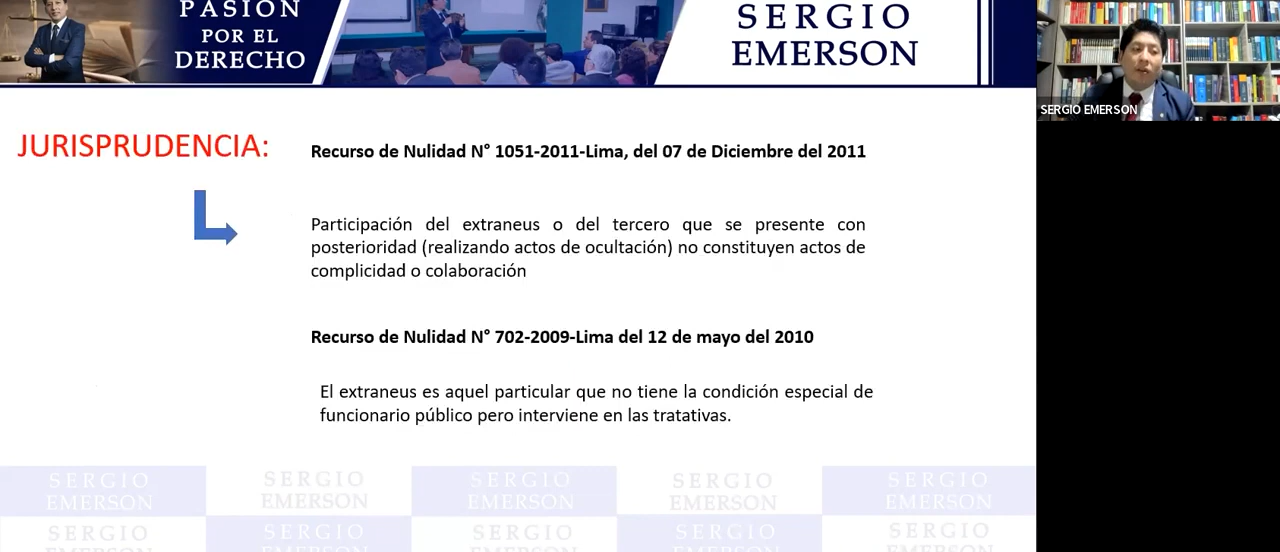 PASIÓN
POR EL
DERECHO
SERGIO
EMERSON
SERGIO EMERSON
JURISPRUDENCIA:
Recurso de Nulidad N° 1051-2011-Lima, del 07 de Diciembre del 2011
Participación del extraneus o del tercero que se presente con
posterioridad (realizando actos de ocultación) no constituyen actos de
complicidad o colaboración
Recurso de Nulidad N° 702-2009-Lima del 12 de mayo del 2010
El extraneus es aquel particular que no tiene la condición especial de
funcionario público pero interviene en las tratativas.
SERGIO SERGIO SERGIO SERGIO SERGIO
EMERSON EMERSON EMERSON EMERSON EMERSON
SERGIO SERGIO SERGIO SERGIO SERGIO
EMERSON EMERSON EMERSON EMERSON EMERSON